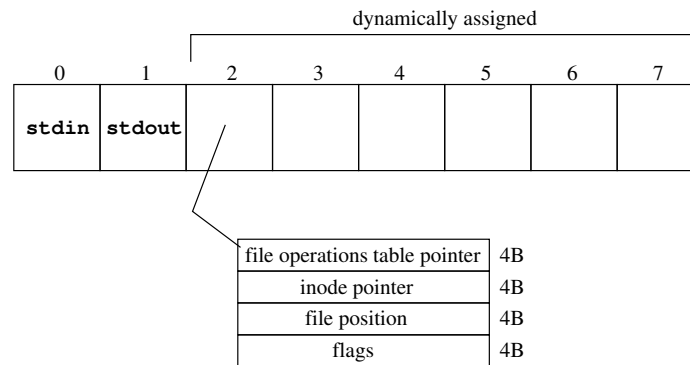 dynamically assigned
0 1 2 3 4 5 6 7
stdin stdout
file operations table pointer 4B
inode pointer 4B
file position 4B
flags 4B